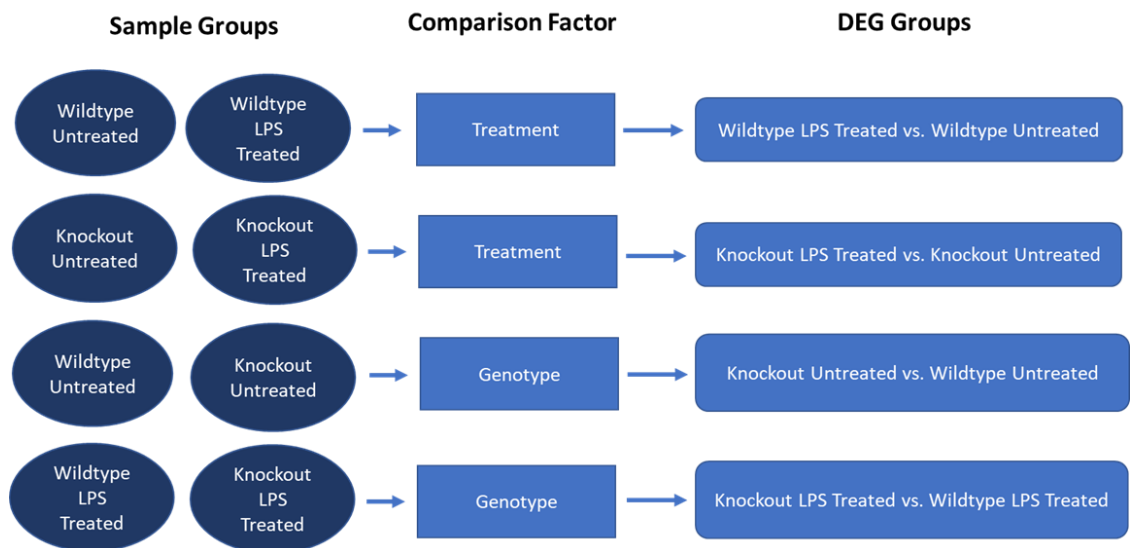 Sample Groups
Comparison Factor
DEG Groups
Wildtype
Untreated
Wildtype
LPS
Treated
Treatment
Wildtype LPS Treated vs. Wildtype Untreated
Knockout
Untreated
Knockout
LPS
Treated
Treatment
Knockout LPS Treated vs. Knockout Untreated
Wildtype
Untreated
Knockout
Untreated
Genotype
Knockout Untreated vs. Wildtype Untreated
Wildtype
LPS
Treated
Knockout
LPS
Treated
Genotype
Knockout LPS Treated vs. Wildtype LPS Treated